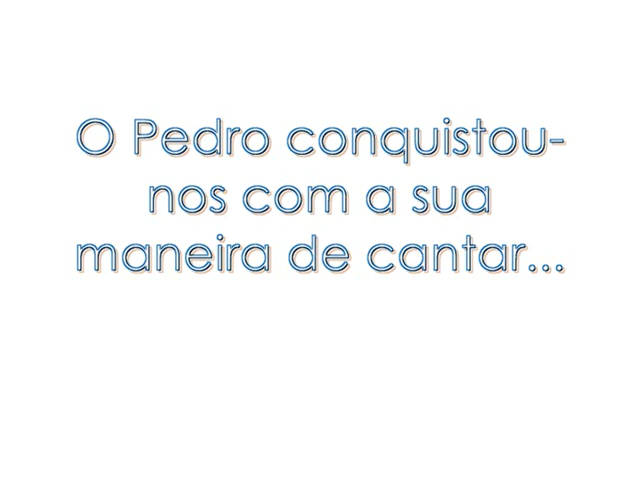 O Pedro conquistou-
nos com a sua
maneira de cantar...